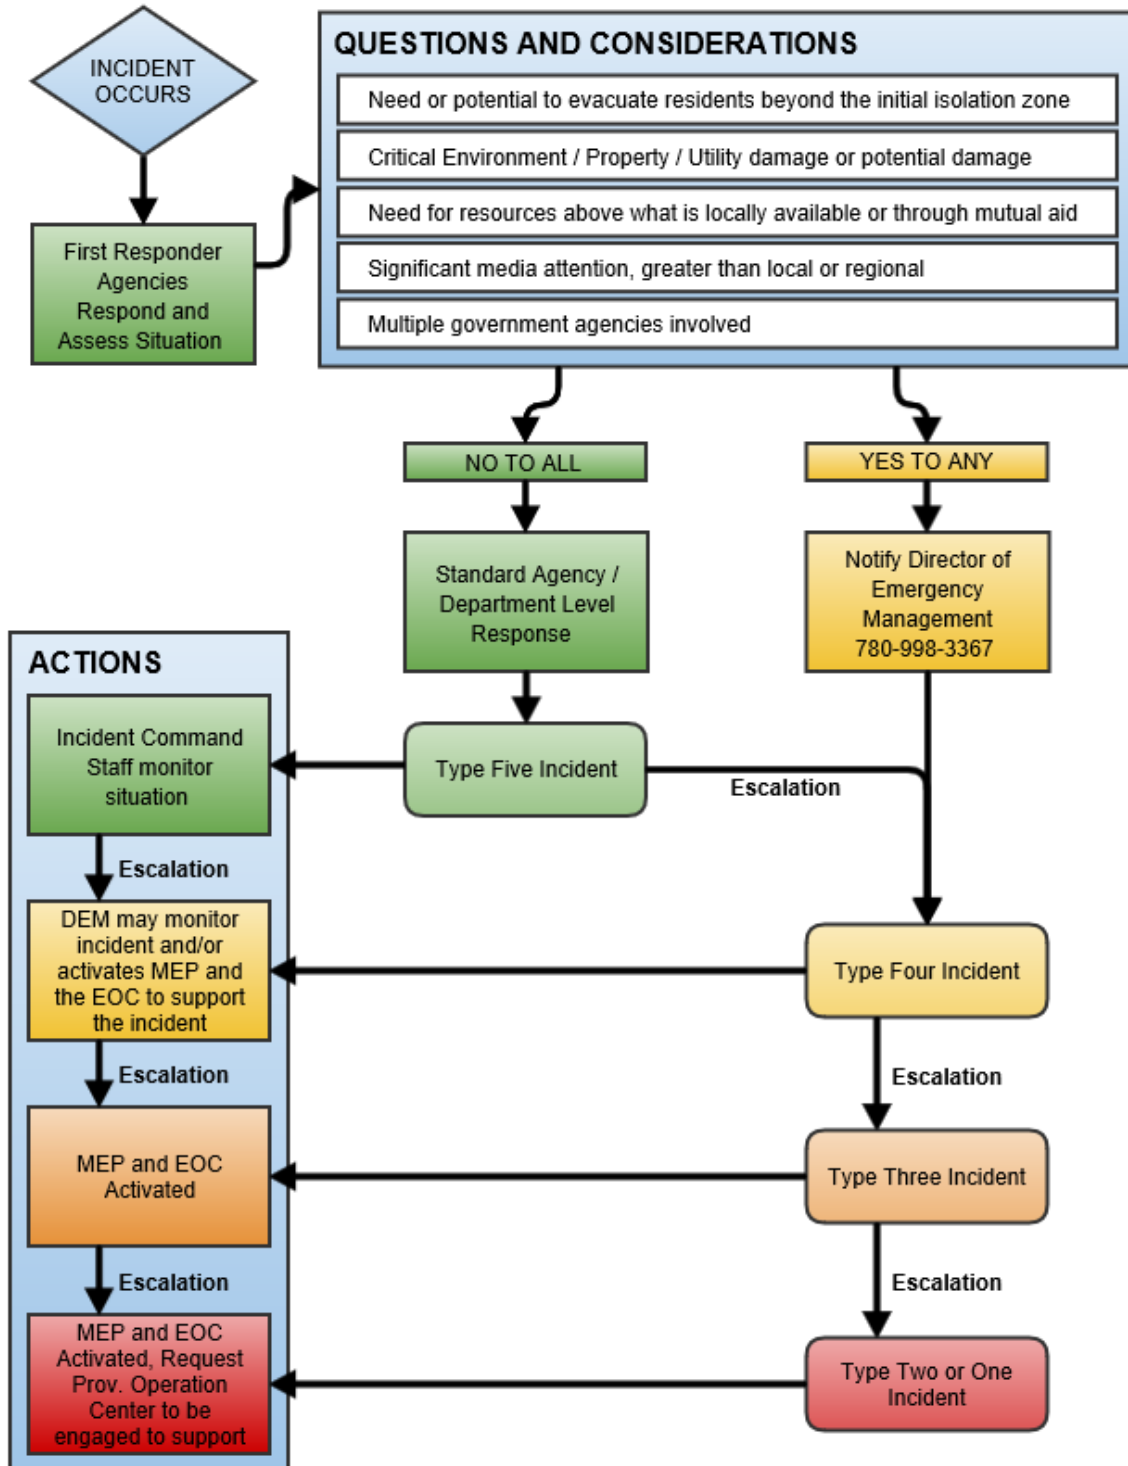 INCIDENT
OCCURS
First Responder
Agencies
Respond and
Assess Situation
QUESTIONS AND CONSIDERATIONS
Need or potential to evacuate residents beyond the initial isolation zone
Critical Environment / Property / Utility damage or potential damage
Need for resources above what is locally available or through mutual aid
Significant media attention, greater than local or regional
Multiple government agencies involved
NO TO ALL
YES TO ANY
Standard Agency /
Department Level
Response
Notify Director of
Emergency
Management
780-998-3367
Type Five Incident
Escalation
Type Four Incident
Escalation
Type Three Incident
Escalation
Type Two or One
Incident
ACTIONS
Incident Command
Staff monitor
situation
Escalation
DEM may monitor
incident and/or
activates MEP and
the EOC to support
the incident
Escalation
MEP and EOC
Activated
Escalation
MEP and EOC
Activated, Request
Prov. Operation
Center to be
engaged to support